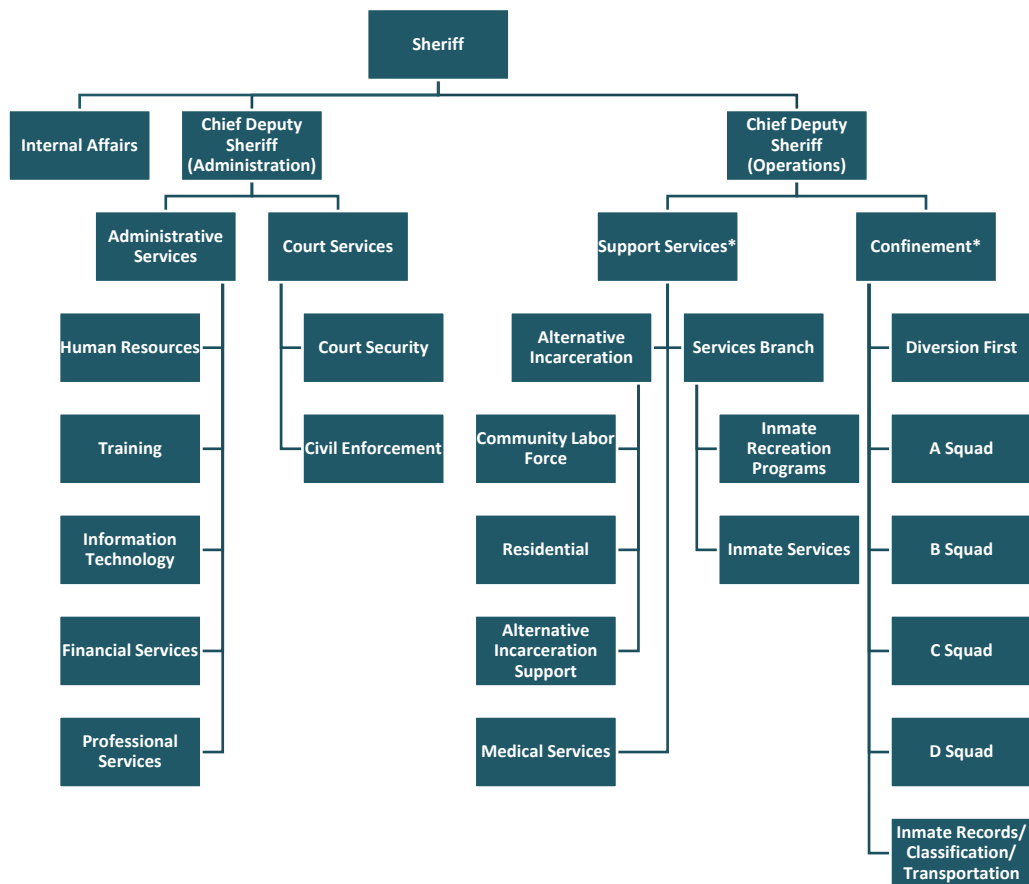 Sheriff
Internal Affairs
Chief Deputy
Sheriff
(Administration)
Chief Deputy
Sheriff
(Operations)
Administrative
Services
Court Services
Support Services*
Confinement*
Human Resources
Court Security
Alternative
Incarceration
Services Branch
Diversion First
Training
Civil Enforcement
Community Labor
Force
Inmate
Recreation
Programs
A Squad
Information
Technology
Residential
Inmate Services
B Squad
Financial Services
Alternative
Incarceration
Support
C Squad
Professional
Services
Medical Services
D Squad
Inmate Records/
Classification/
Transportation